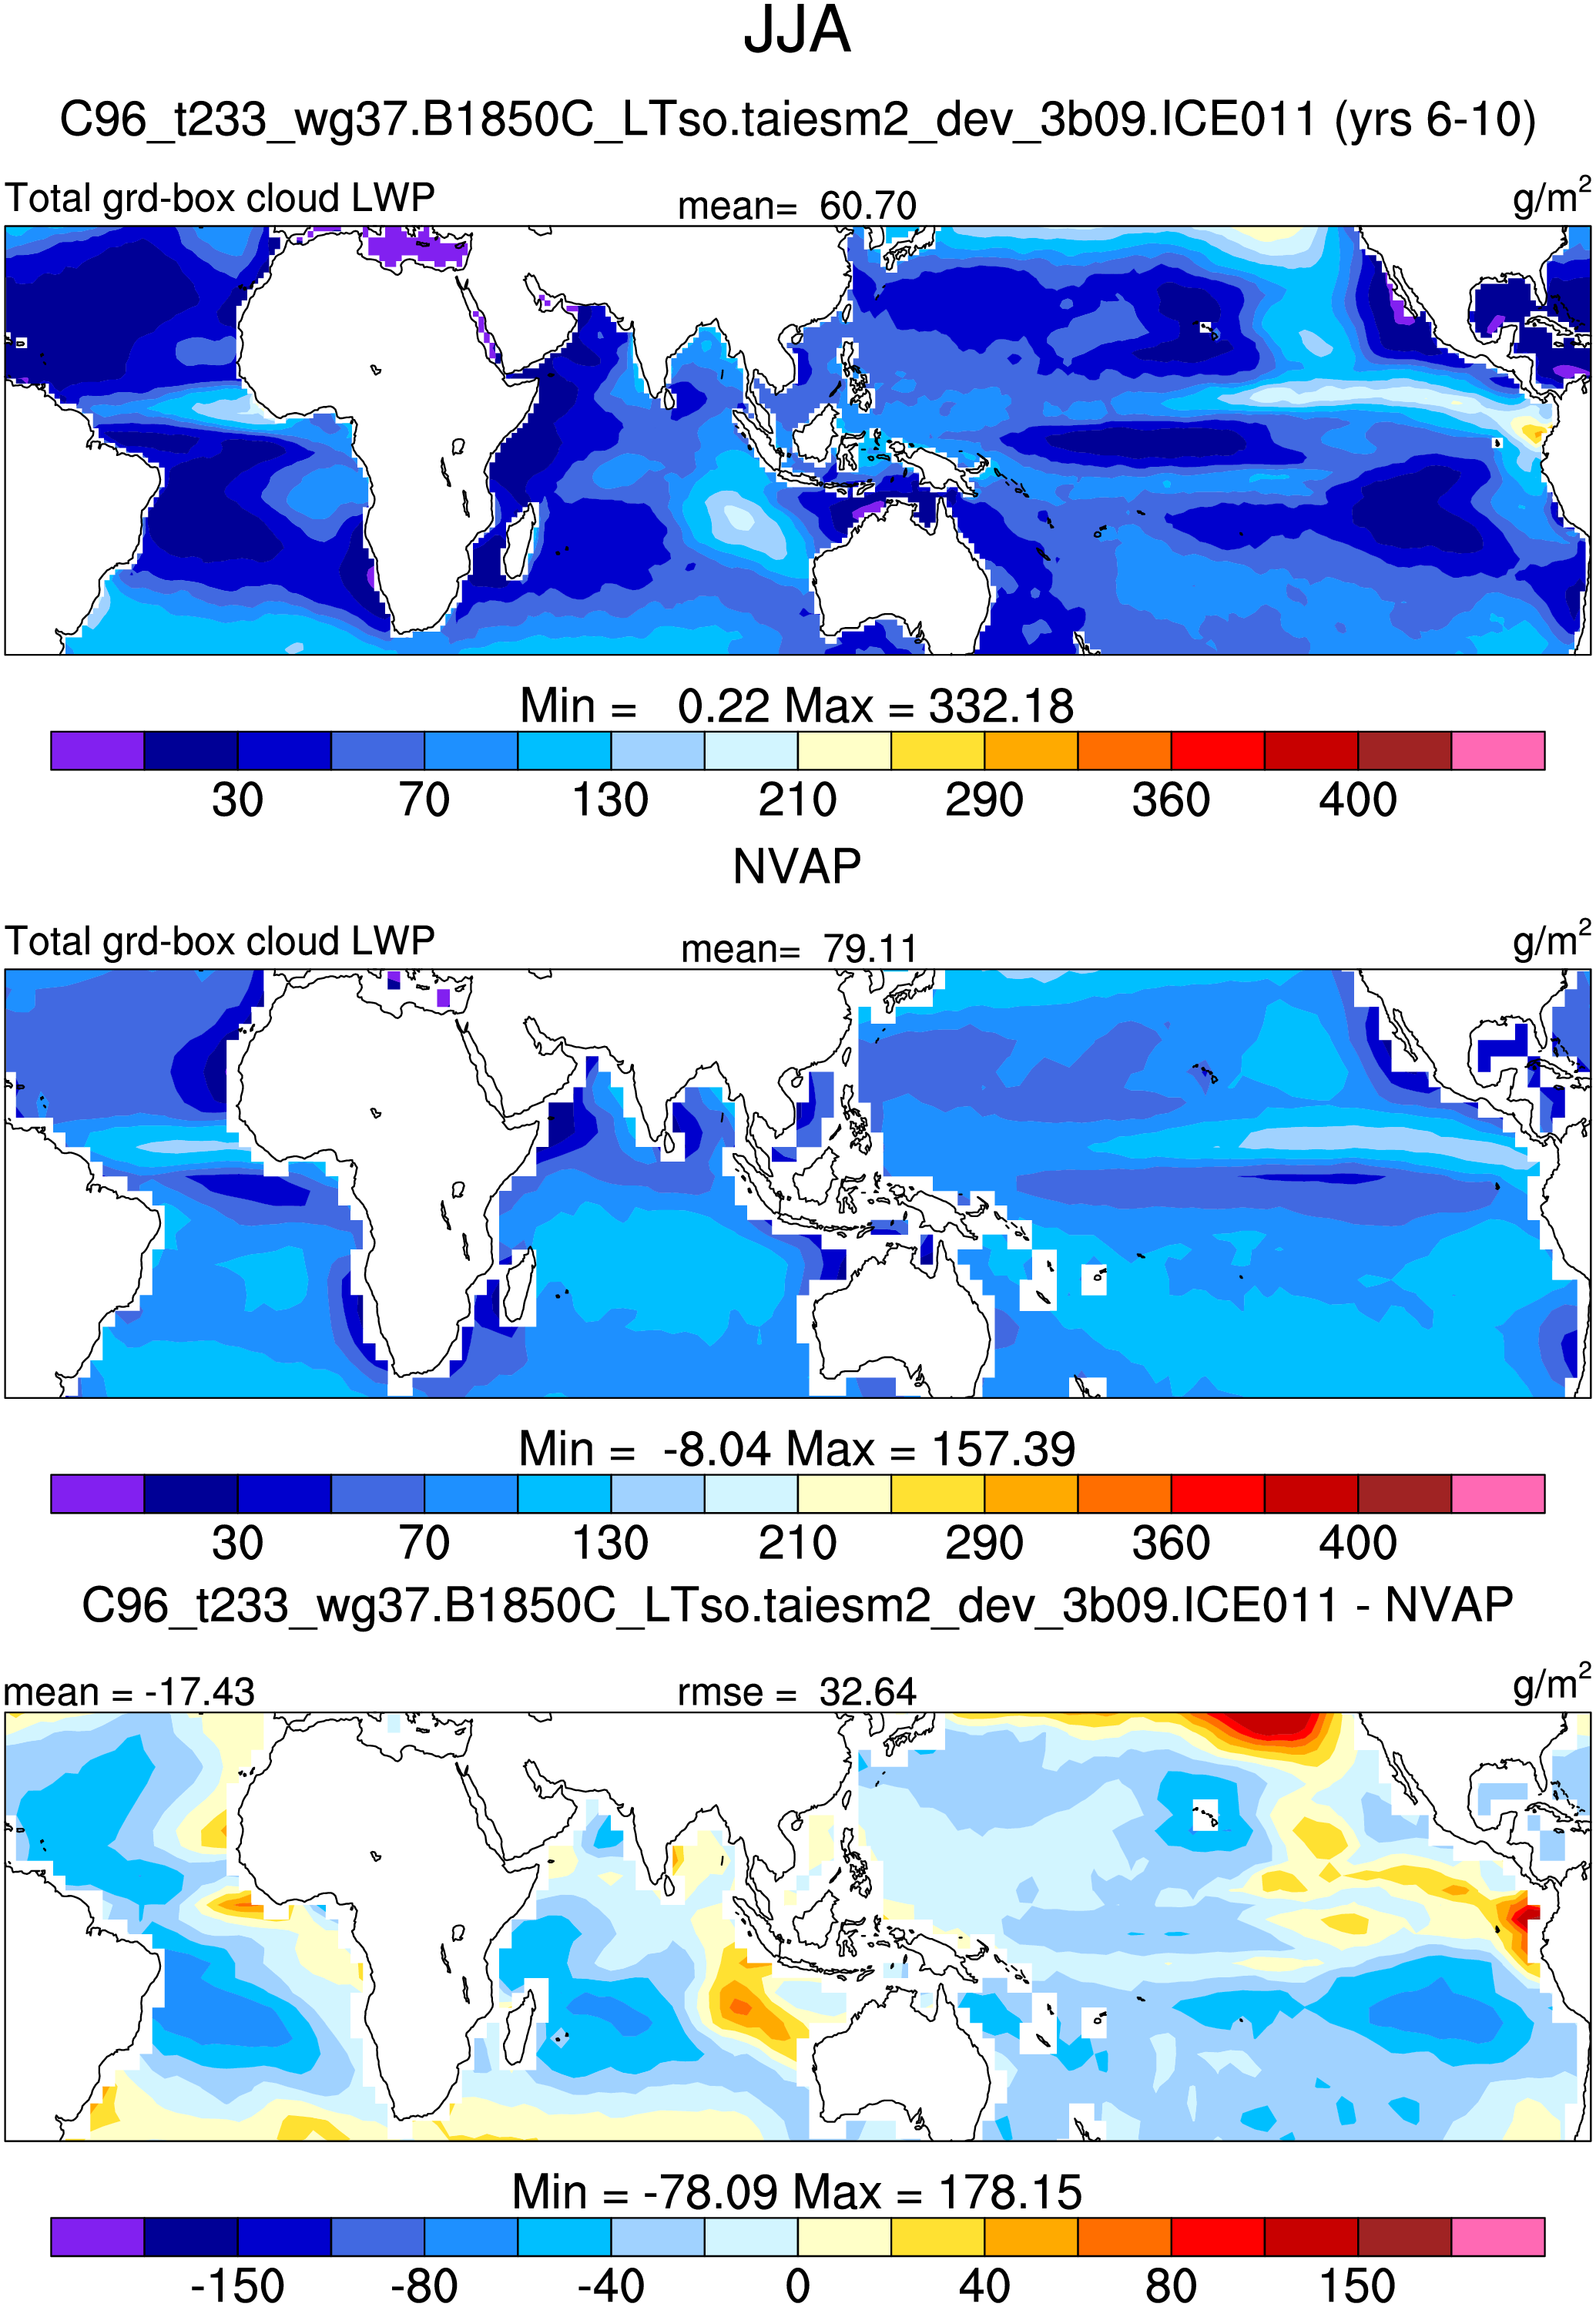 JJA
C96_t233_wg37.B1850C_LTso.taiesm2_dev_3b09.ICE011 (yrs 6-10)
Total grd-box cloud LWP mean= 60.70 g/m²
Min = 0.22 Max = 332.18
30 70 130 210 290 360 400
NVAP
Total grd-box cloud LWP mean= 79.11 g/m²
Min = -8.04 Max = 157.39
30 70 130 210 290 360 400
C96_t233_wg37.B1850C_LTso.taiesm2_dev_3b09.ICE011 - NVAP
mean = -17.43 rmse = 32.64 g/m²
Min = -78.09 Max = 178.15
-150 -80 -40 0 40 80 150